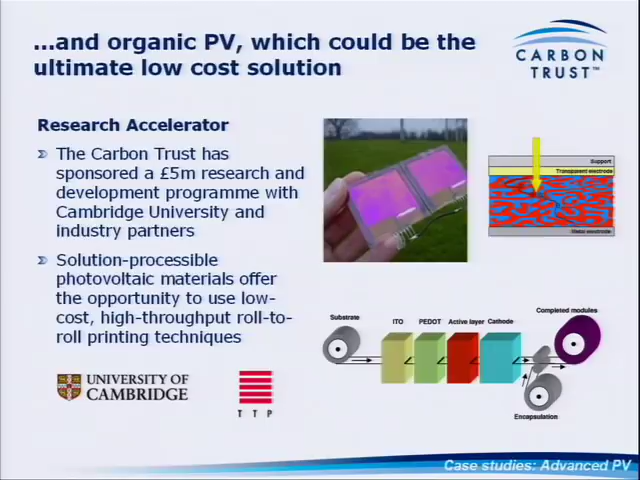 ...and organic PV, which could be the
ultimate low cost solution
CARBON
TRUST™
Research Accelerator
The Carbon Trust has
sponsored a £5m research and
development programme with
Cambridge University and
industry partners
Solution-processible
photovoltaic materials offer
the opportunity to use low-
cost, high-throughput roll-to-
roll printing techniques
Support
Transparent electrode
Metal electrode
Substrate
ITO
PEDOT
Active layer
Cathode
Completed modules
Encapsulation
UNIVERSITY OF
CAMBRIDGE
T T P
Case studies: Advanced PV